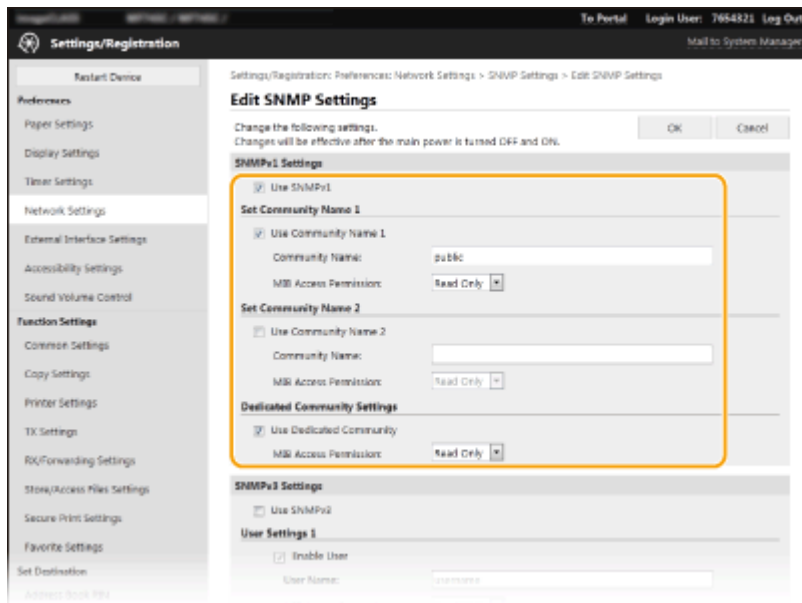 To Portal Login User: 7654321 Log Out
Settings/Registration
Mail to System Manager
Restart Device
Preferences
Paper Settings
Display Settings
Timer Settings
Network Settings
External Interface Settings
Accessibility Settings
Sound Volume Control
Function Settings
Common Settings
Copy Settings
Printer Settings
TX Settings
RX/Forwarding Settings
Store/Access Files Settings
Secure Print Settings
Favorite Settings
Set Destination
Address Book PIN
Settings/Registration: Preferences: Network Settings > SNMP Settings > Edit SNMP Settings
Edit SNMP Settings
Change the following settings.
Changes will be effective after the main power is turned OFF and ON.
OK Cancel
SNMPv1 Settings
Use SNMPv1
Set Community Name 1
Use Community Name 1
Community Name: public
MIB Access Permission: Read Only
Set Community Name 2
Use Community Name 2
Community Name:
MIB Access Permission: Read Only
Dedicated Community Settings
Use Dedicated Community
MIB Access Permission: Read Only
SNMPv3 Settings
Use SNMPv3
User Settings 1
Enable User
User Name: username